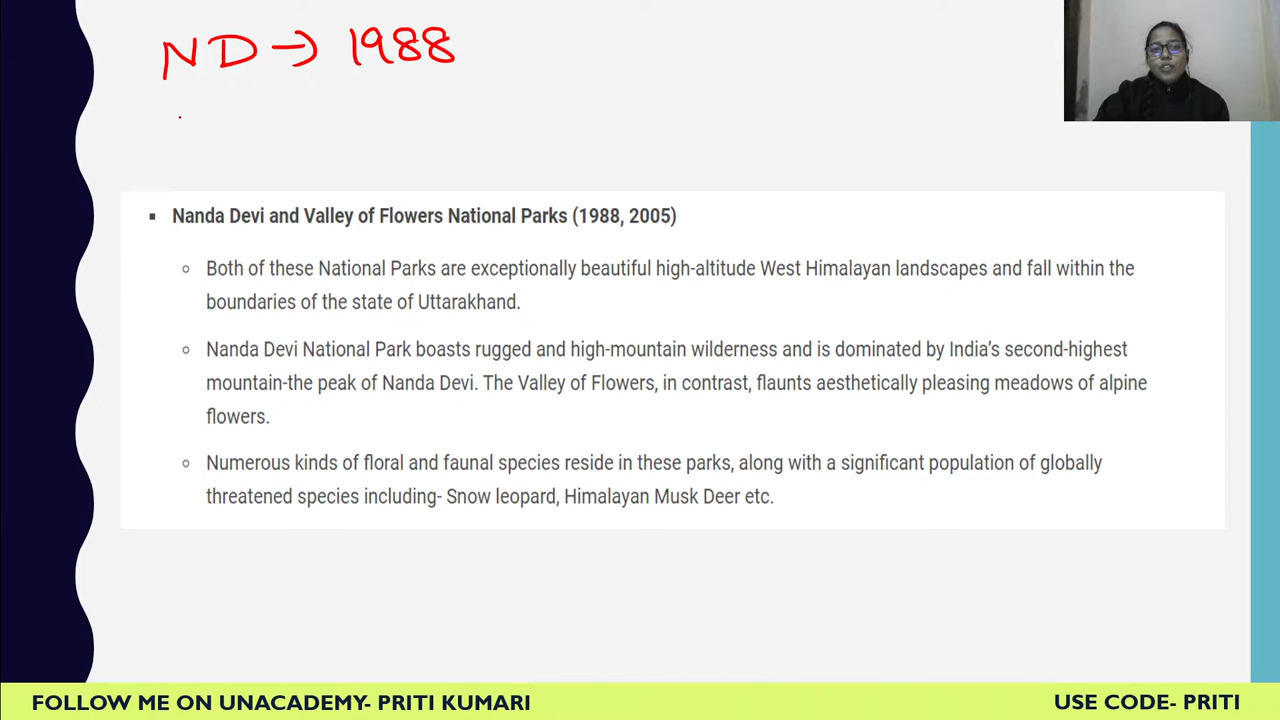 ND → 1988
▪ Nanda Devi and Valley of Flowers National Parks (1988, 2005)
○ Both of these National Parks are exceptionally beautiful high-altitude West Himalayan landscapes and fall within the
boundaries of the state of Uttarakhand.
○ Nanda Devi National Park boasts rugged and high-mountain wilderness and is dominated by India's second-highest
mountain-the peak of Nanda Devi. The Valley of Flowers, in contrast, flaunts aesthetically pleasing meadows of alpine
flowers.
○ Numerous kinds of floral and faunal species reside in these parks, along with a significant population of globally
threatened species including- Snow leopard, Himalayan Musk Deer etc.
FOLLOW ME ON UNACADEMY- PRITI KUMARI
USE CODE- PRITI